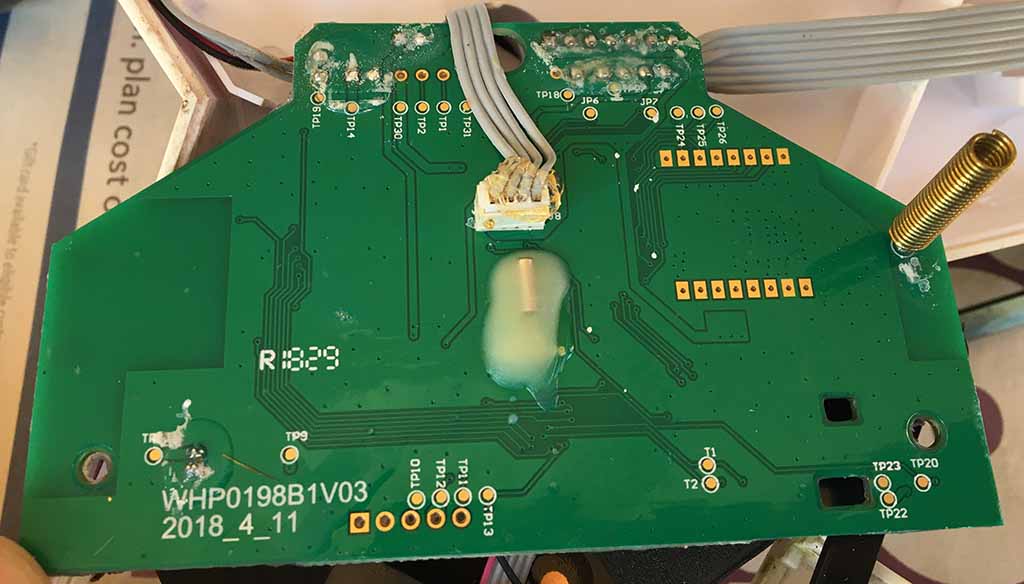 . plan cost
TP18
JP6
JP7
TP24
TP25
TP26
TP19
TP14
TP30
TP2
TP1
TP31
R1829
TP9
T1
T2
TP23
TP20
TP22
TP10
TP12
TP11
TP13
WHP0198B1V03
2018_4_11